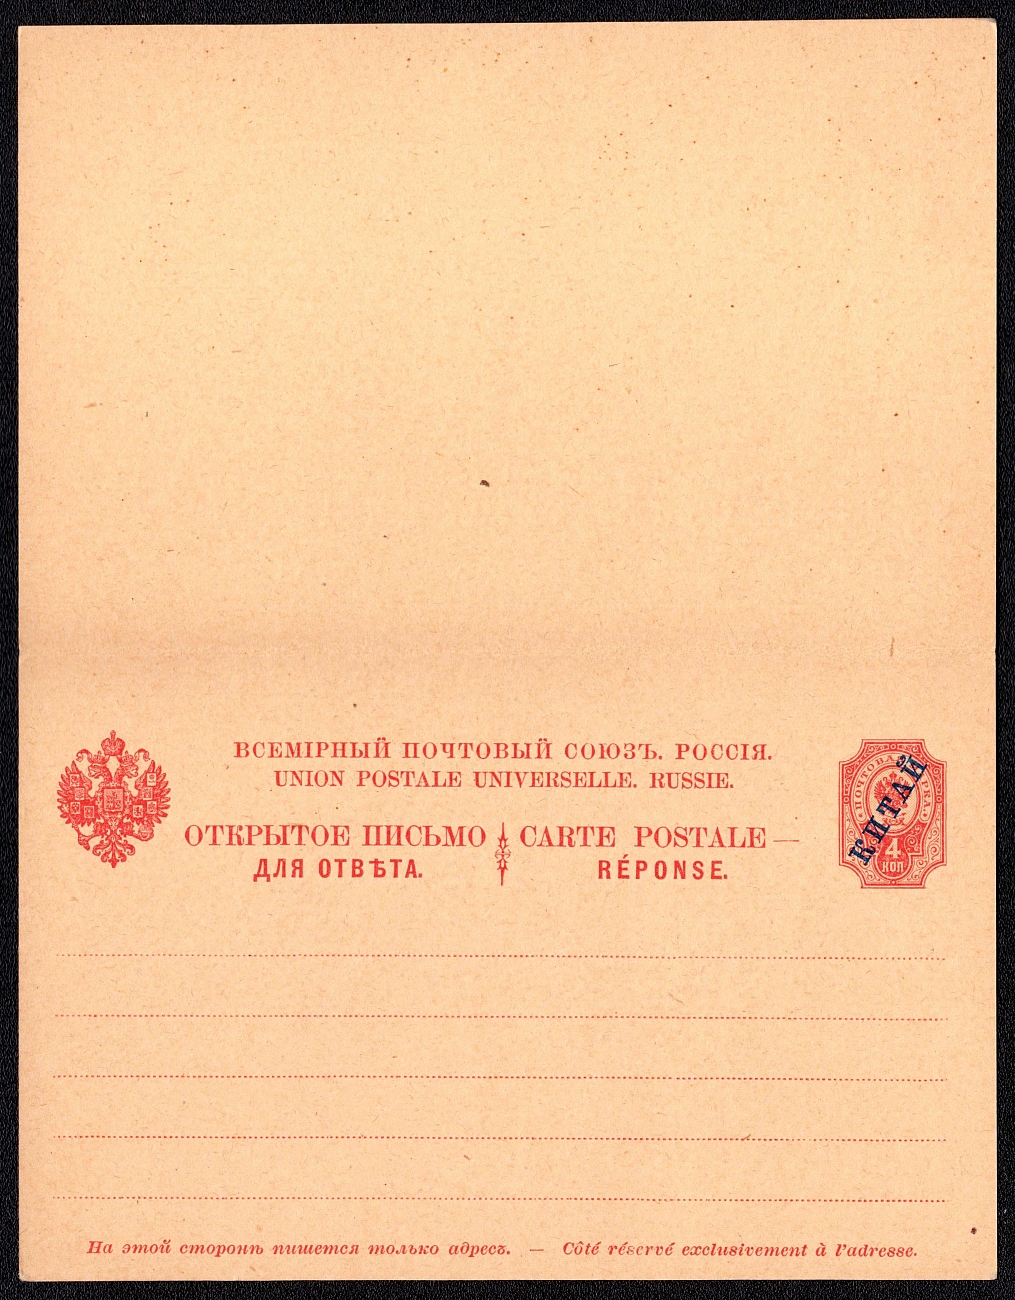 ВСЕМІРНЫЙ ПОЧТОВЫЙ СОЮЗЪ. РОССІЯ.
UNION POSTALE UNIVERSELLE. RUSSIE.
ОТКРЫТОЕ ПИСЬМО CARTE POSTALE —
ДЛЯ ОТВѢТА. RÉPONSE.
ПОЧТОВАЯ МАРКА.
КИТАЙ
4
КОП.
На этой сторонѣ пишется только адресъ. — Côté réservé exclusivement à l'adresse.